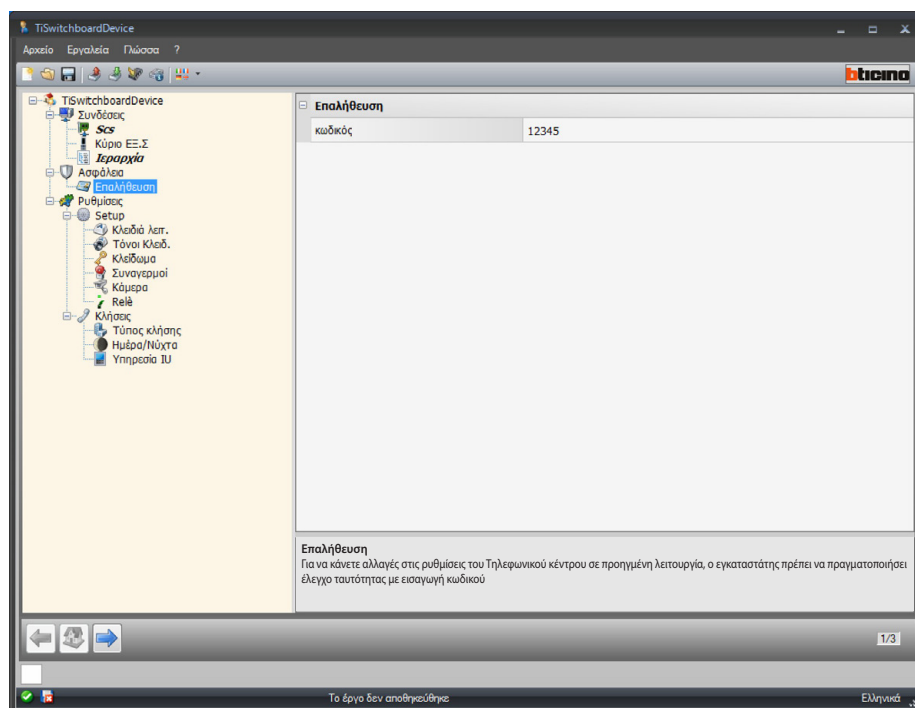 TiSwitchboardDevice
Αρχείο Εργαλεία Γλώσσα ?
bticino
TiSwitchboardDevice
Συνδέσεις
Scs
Κύριο ΕΞ.Σ
Ιεραρχία
Ασφάλεια
Επαλήθευση
Ρυθμίσεις
Setup
Κλειδιά λειτ.
Τόνοι Κλειδ.
Κλείδωμα
Συναγερμοί
Κάμερα
Relè
Κλήσεις
Τύπος κλήσης
Ημέρα/Νύχτα
Υπηρεσία IU
Επαλήθευση
κωδικός 12345
Επαλήθευση
Για να κάνετε αλλαγές στις ρυθμίσεις του Τηλεφωνικού κέντρου σε προηγμένη λειτουργία, ο εγκαταστάτης πρέπει να πραγματοποιήσει
έλεγχο ταυτότητας με εισαγωγή κωδικού
1/3
Το έργο δεν αποθηκεύθηκε Ελληνικά